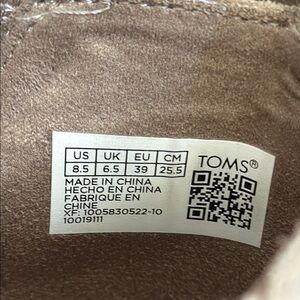 US UK EU CM TOMS®
8.5 6.5 39 25.5
MADE IN CHINA
HECHO EN CHINA
FABRIQUE EN
CHINE
XF: 1005830522-10
10019111